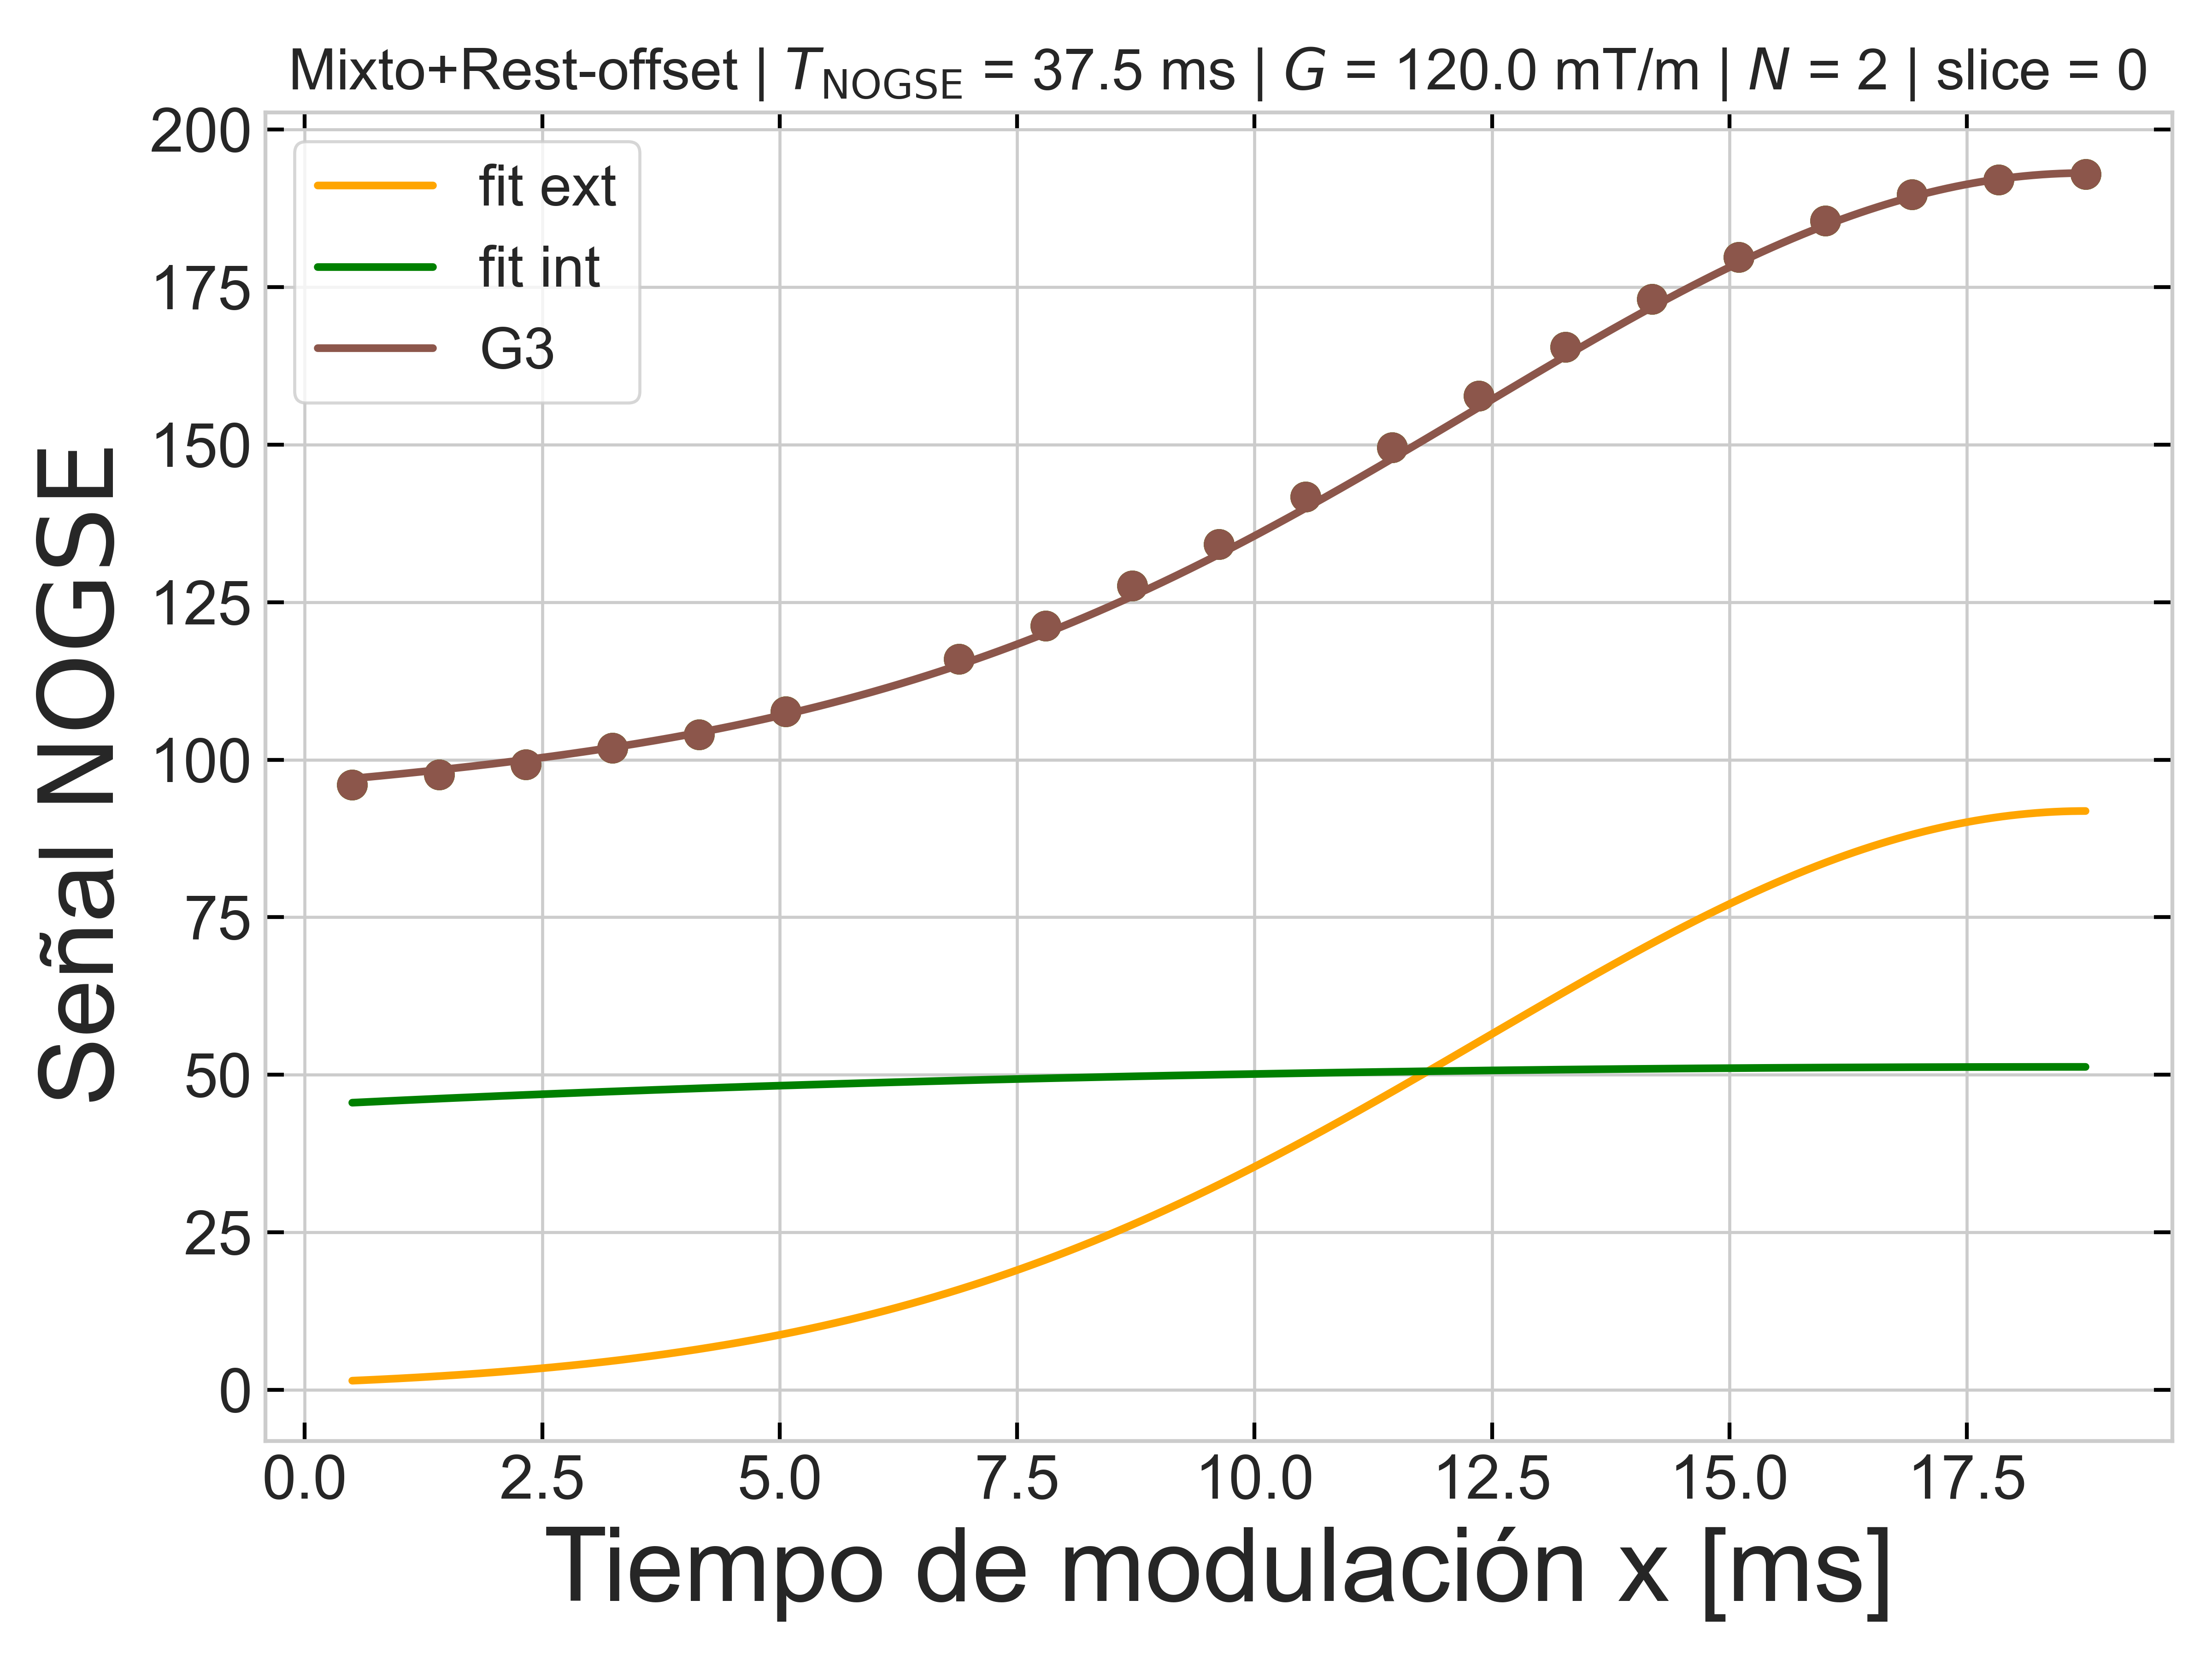 Mixto+Rest-offset | T_NOGSE = 37.5 ms | G = 120.0 mT/m | N = 2 | slice = 0
200
175
150
125
100
75
50
25
0
fit ext
fit int
G3
Señal NOGSE
0.0 2.5 5.0 7.5 10.0 12.5 15.0 17.5
Tiempo de modulación x [ms]